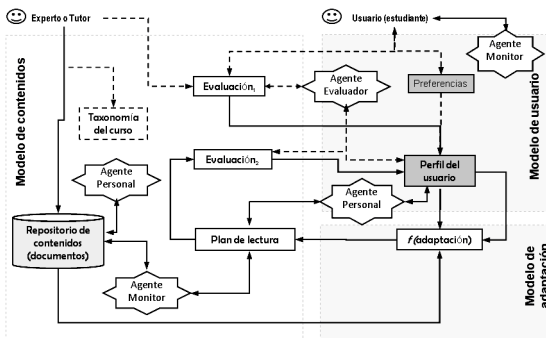 Experto o Tutor
Usuario (estudiante)
Agente
Monitor
Modelo de contenidos
Modelo de usuario
Evaluación₁
Agente
Evaluador
Preferencias
Taxonomía
del curso
Evaluación₂
Perfil del
usuario
Agente
Personal
Agente
Personal
Repositorio de
contenidos
(documentos)
Plan de lectura
f(adaptación)
Agente
Monitor
Modelo de
adaptación